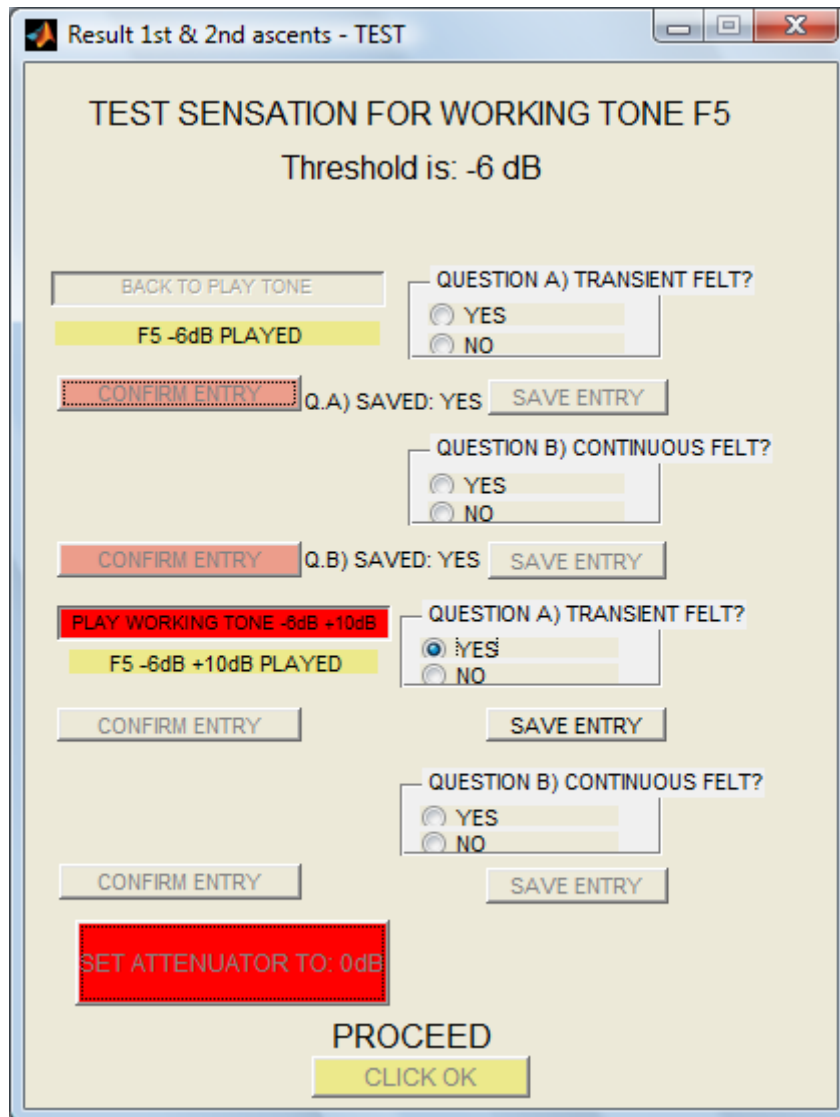 Result 1st & 2nd ascents - TEST
TEST SENSATION FOR WORKING TONE F5
Threshold is: -6 dB
BACK TO PLAY TONE
QUESTION A) TRANSIENT FELT?
YES
F5 -6dB PLAYED
NO
CONFIRM ENTRY Q.A) SAVED: YES SAVE ENTRY
QUESTION B) CONTINUOUS FELT?
YES
NO
CONFIRM ENTRY Q.B) SAVED: YES SAVE ENTRY
PLAY WORKING TONE -6dB +10dB
QUESTION A) TRANSIENT FELT?
YES
F5 -6dB +10dB PLAYED
NO
CONFIRM ENTRY SAVE ENTRY
QUESTION B) CONTINUOUS FELT?
YES
NO
CONFIRM ENTRY SAVE ENTRY
SET ATTENUATOR TO: 0dB
PROCEED
CLICK OK